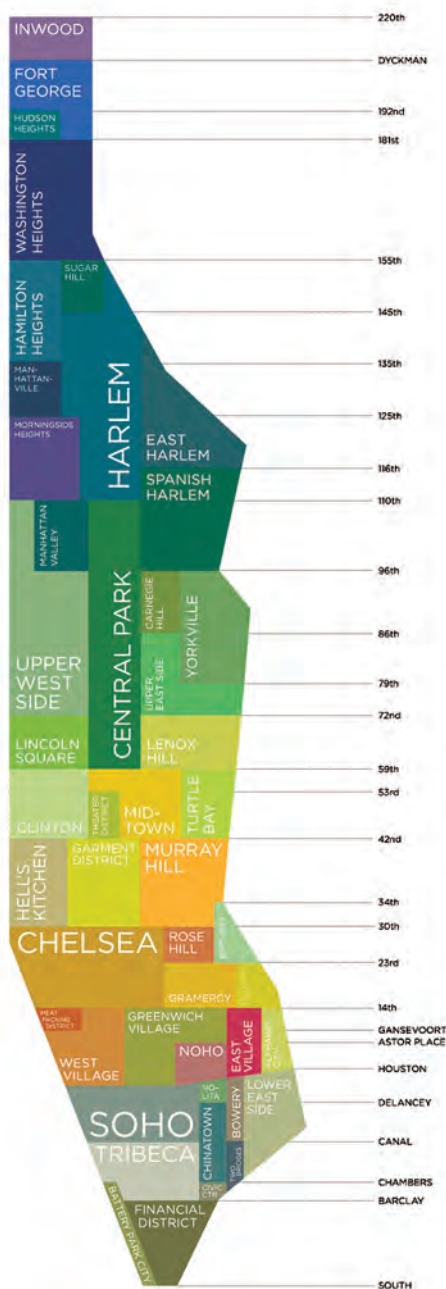 INWOOD
220th
DYCKMAN
FORT
GEORGE
192nd
HUDSON
HEIGHTS
181st
WASHINGTON
HEIGHTS
155th
SUGAR
HILL
HAMILTON
HEIGHTS
145th
135th
MAN-
HATTAN-
VILLE
HARLEM
125th
MORNINGSIDE
HEIGHTS
EAST
HARLEM
116th
SPANISH
HARLEM
110th
MANHATTAN
VALLEY
96th
CENTRAL PARK
CARNEGIE
HILL
YORKVILLE
86th
UPPER
WEST
SIDE
UPPER
EAST SIDE
79th
72nd
LINCOLN
SQUARE
LENOX
HILL
59th
53rd
CLINTON
THEATER
DISTRICT
MID-
TOWN
TURTLE
BAY
42nd
HELL'S
KITCHEN
GARMENT
DISTRICT
MURRAY
HILL
34th
30th
CHELSEA
ROSE
HILL
23rd
GRAMERCY
14th
MEAT
PACKING
DISTRICT
GREENWICH
VILLAGE
GANSEVOORT
ASTOR PLACE
WEST
VILLAGE
NOHO
EAST
VILLAGE
HOUSTON
NO-
LITA
BOWERY
LOWER
EAST
SIDE
DELANCEY
SOHO
CHINATOWN
CANAL
TRIBECA
TWO
BRIDGES
CHAMBERS
CIVIC
CTR
BARCLAY
BATTERY PARK CITY
FINANCIAL
DISTRICT
SOUTH